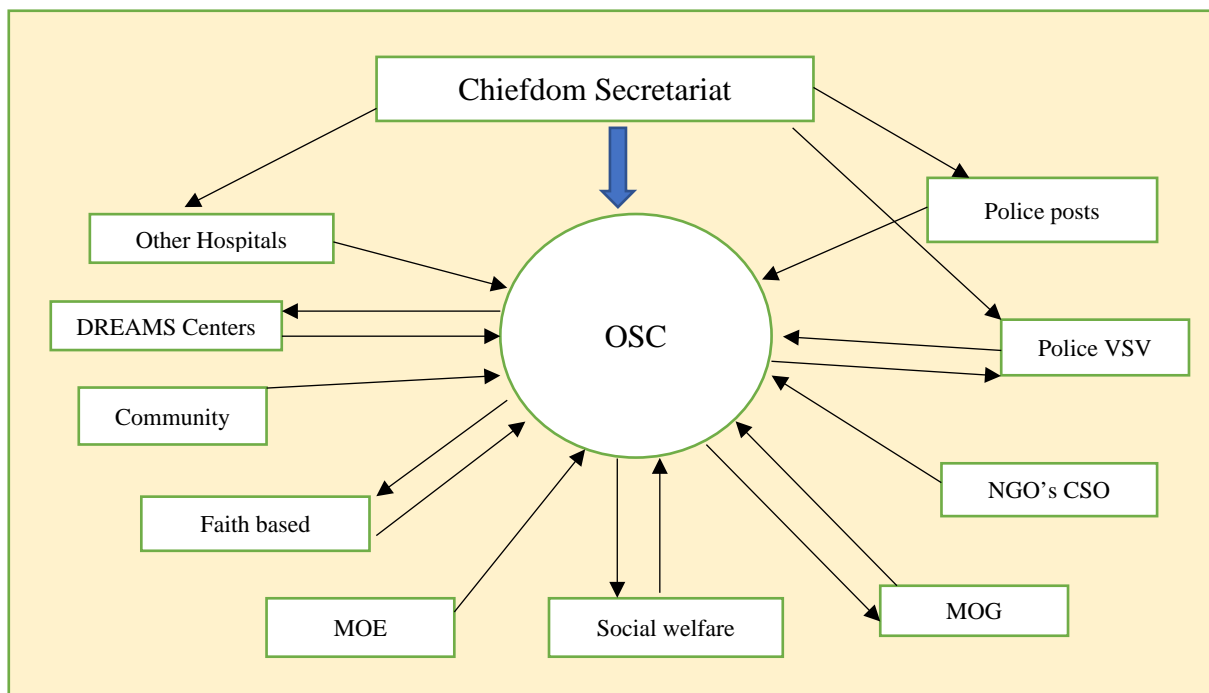 Chiefdom Secretariat
Police posts
Other Hospitals
DREAMS Centers
OSC
Police VSV
Community
NGO’s CSO
Faith based
MOE
Social welfare
MOG